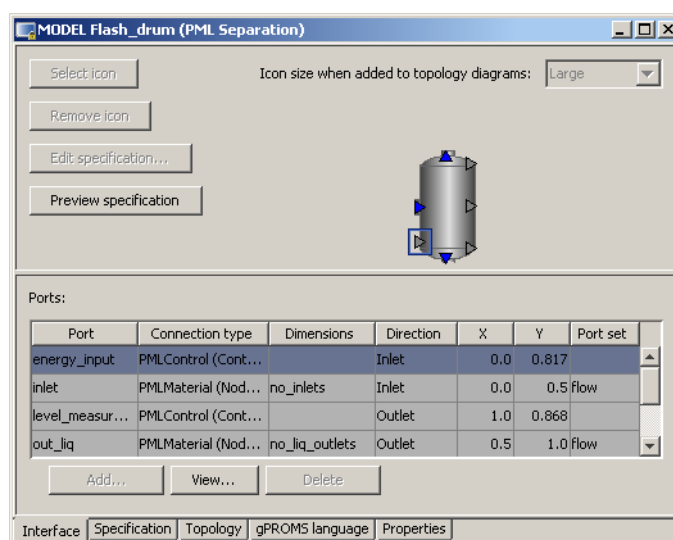 MODEL Flash_drum (PML Separation)
Select icon
Icon size when added to topology diagrams: Large
Remove icon
Edit specification...
Preview specification
Ports:
Port Connection type Dimensions Direction X Y Port set
energy_input PMLControl (Cont... Inlet 0.0 0.817
inlet PMLMaterial (Nod... no_inlets Inlet 0.0 0.5 flow
level_measur... PMLControl (Cont... Outlet 1.0 0.868
out_liq PMLMaterial (Nod... no_liq_outlets Outlet 0.5 1.0 flow
Add... View... Delete
Interface Specification Topology gPROMS language Properties